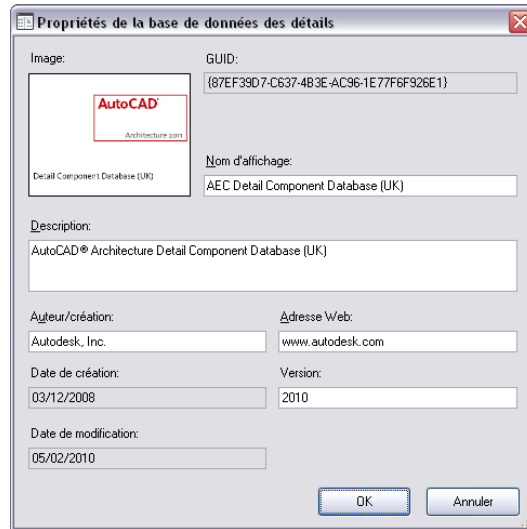 Propriétés de la base de données des détails
Image:
AutoCAD®
Architecture 2011
Detail Component Database (UK)
GUID:
{87EF39D7-C637-4B3E-AC96-1E77F6F926E1}
Nom d'affichage:
AEC Detail Component Database (UK)
Description:
AutoCAD® Architecture Detail Component Database (UK)
Auteur/création:
Autodesk, Inc.
Adresse Web:
www.autodesk.com
Date de création:
03/12/2008
Version:
2010
Date de modification:
05/02/2010
OK
Annuler